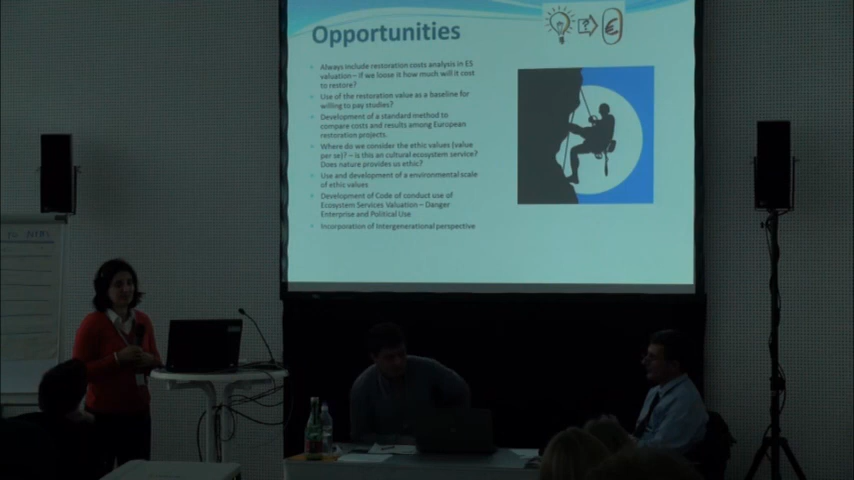 Opportunities
Always include restoration costs analysis in ES
valuation – If we loose it how much will it cost
to restore?
Use of the restoration value as a baseline for
willing to pay studies?
Development of a standard method to
compare costs and results among European
restoration projects.
Where do we consider the ethic values (value
per se)? – is this an cultural ecosystem service?
Does nature provides us ethic?
Use and development of a environmental scale
of ethic values
Development of Code of conduct use of
Ecosystem Services Valuation – Danger
Enterprise and Political Use
Incorporation of Intergenerational perspective
? €